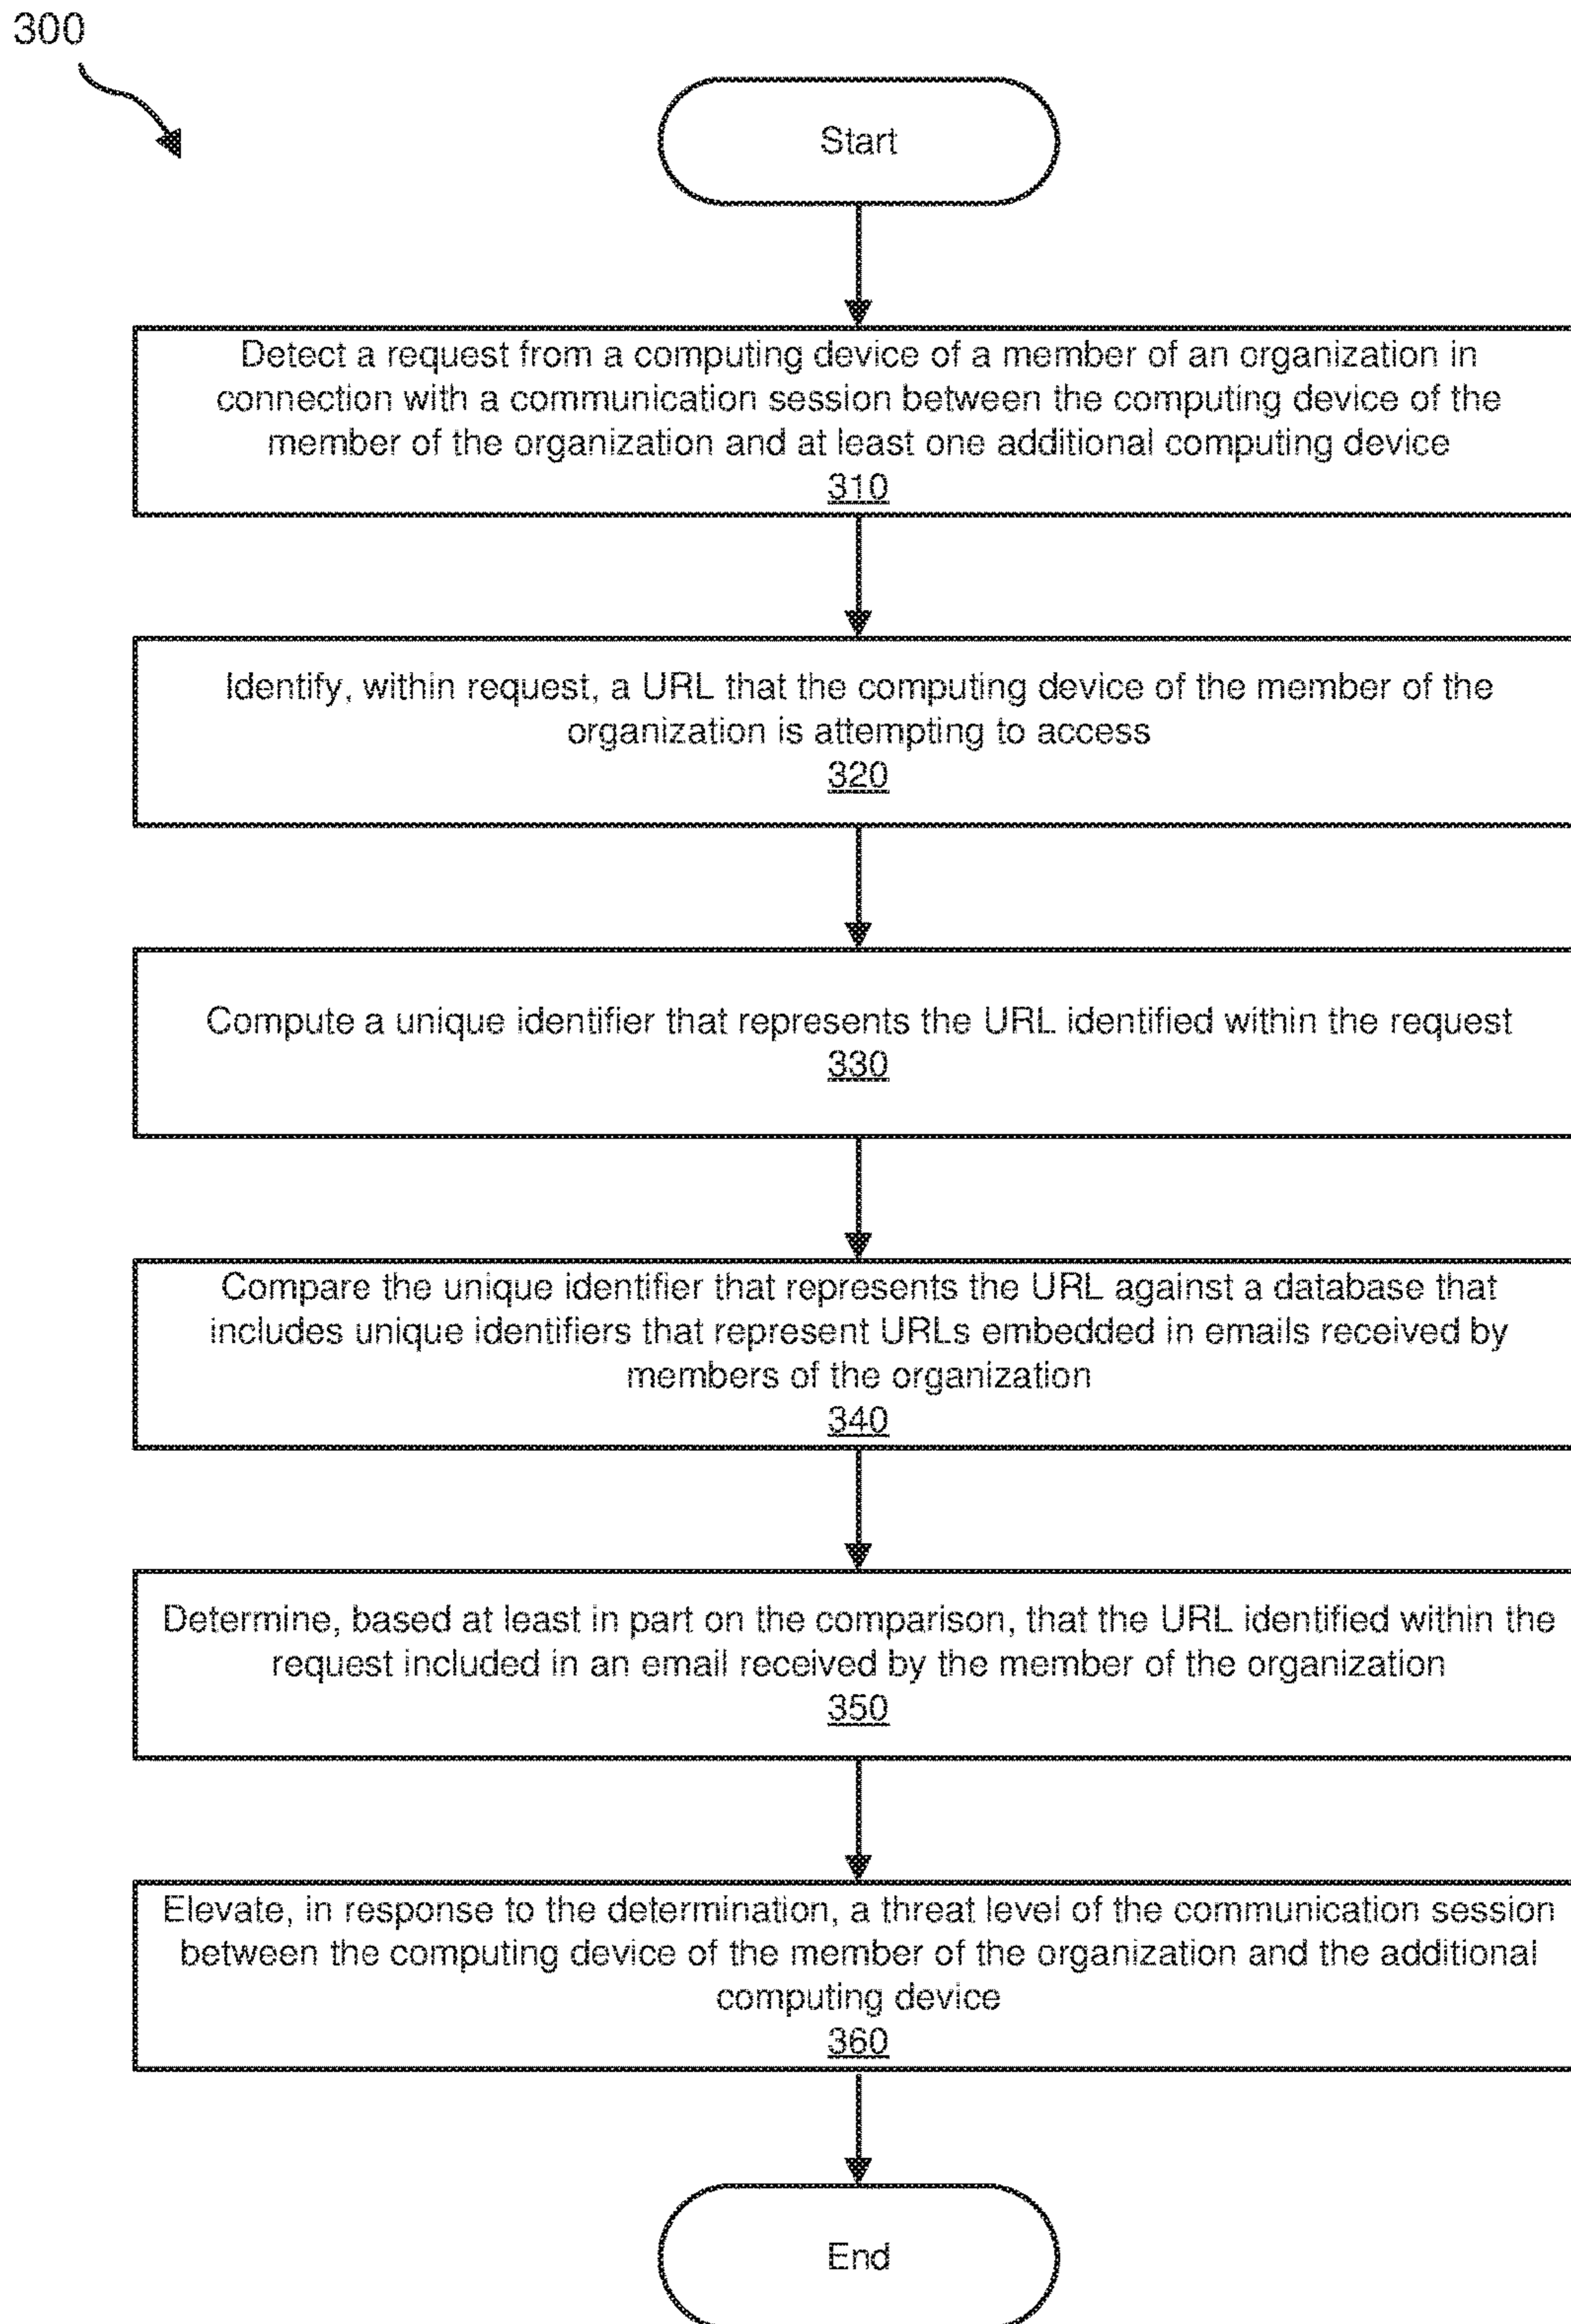 300
Start
Detect a request from a computing device of a member of an organization in
connection with a communication session between the computing device of the
member of the organization and at least one additional computing device
310
Identify, within request, a URL that the computing device of the member of the
organization is attempting to access
320
Compute a unique identifier that represents the URL identified within the request
330
Compare the unique identifier that represents the URL against a database that
includes unique identifiers that represent URLs embedded in emails received by
members of the organization
340
Determine, based at least in part on the comparison, that the URL identified within the
request included in an email received by the member of the organization
350
Elevate, in response to the determination, a threat level of the communication session
between the computing device of the member of the organization and the additional
computing device
360
End